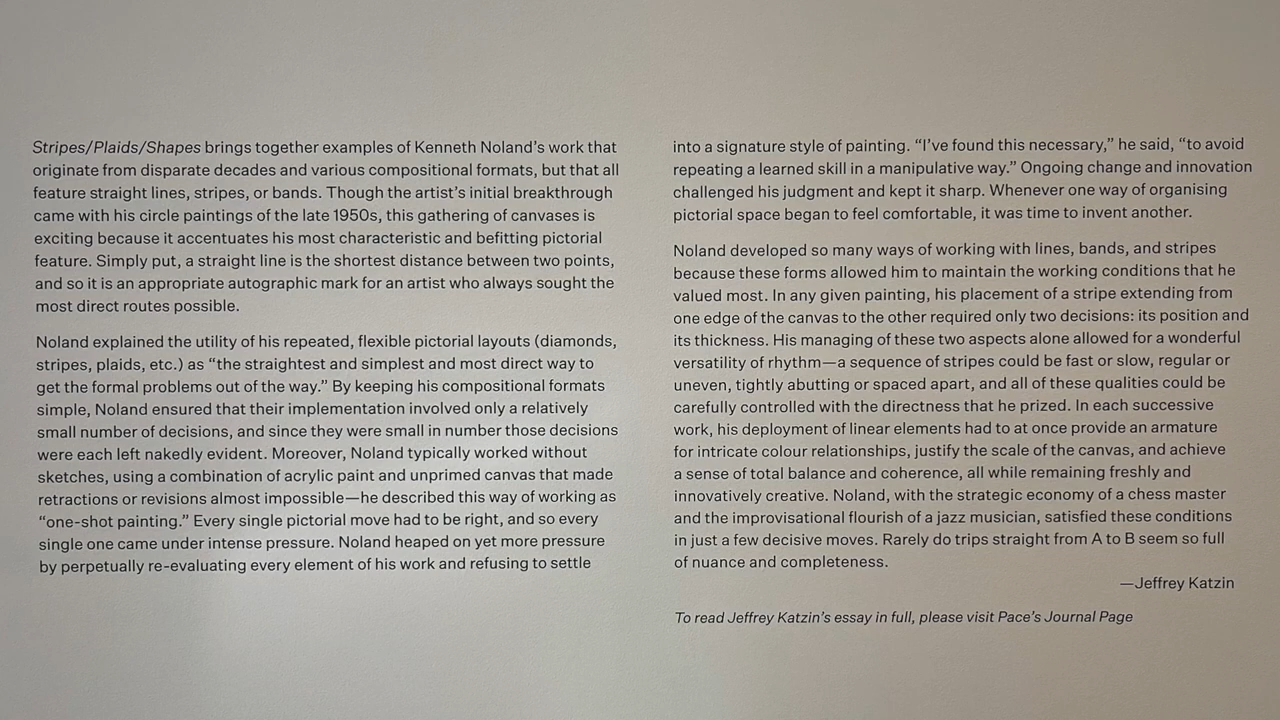 Stripes/Plaids/Shapes brings together examples of Kenneth Noland’s work that
originate from disparate decades and various compositional formats, but that all
feature straight lines, stripes, or bands. Though the artist’s initial breakthrough
came with his circle paintings of the late 1950s, this gathering of canvases is
exciting because it accentuates his most characteristic and befitting pictorial
feature. Simply put, a straight line is the shortest distance between two points,
and so it is an appropriate autographic mark for an artist who always sought the
most direct routes possible.
Noland explained the utility of his repeated, flexible pictorial layouts (diamonds,
stripes, plaids, etc.) as “the straightest and simplest and most direct way to
get the formal problems out of the way.” By keeping his compositional formats
simple, Noland ensured that their implementation involved only a relatively
small number of decisions, and since they were small in number those decisions
were each left nakedly evident. Moreover, Noland typically worked without
sketches, using a combination of acrylic paint and unprimed canvas that made
retractions or revisions almost impossible—he described this way of working as
“one-shot painting.” Every single pictorial move had to be right, and so every
single one came under intense pressure. Noland heaped on yet more pressure
by perpetually re-evaluating every element of his work and refusing to settle
into a signature style of painting. “I’ve found this necessary,” he said, “to avoid
repeating a learned skill in a manipulative way.” Ongoing change and innovation
challenged his judgment and kept it sharp. Whenever one way of organising
pictorial space began to feel comfortable, it was time to invent another.
Noland developed so many ways of working with lines, bands, and stripes
because these forms allowed him to maintain the working conditions that he
valued most. In any given painting, his placement of a stripe extending from
one edge of the canvas to the other required only two decisions: its position and
its thickness. His managing of these two aspects alone allowed for a wonderful
versatility of rhythm—a sequence of stripes could be fast or slow, regular or
uneven, tightly abutting or spaced apart, and all of these qualities could be
carefully controlled with the directness that he prized. In each successive
work, his deployment of linear elements had to at once provide an armature
for intricate colour relationships, justify the scale of the canvas, and achieve
a sense of total balance and coherence, all while remaining freshly and
innovatively creative. Noland, with the strategic economy of a chess master
and the improvisational flourish of a jazz musician, satisfied these conditions
in just a few decisive moves. Rarely do trips straight from A to B seem so full
of nuance and completeness.
—Jeffrey Katzin
To read Jeffrey Katzin’s essay in full, please visit Pace’s Journal Page